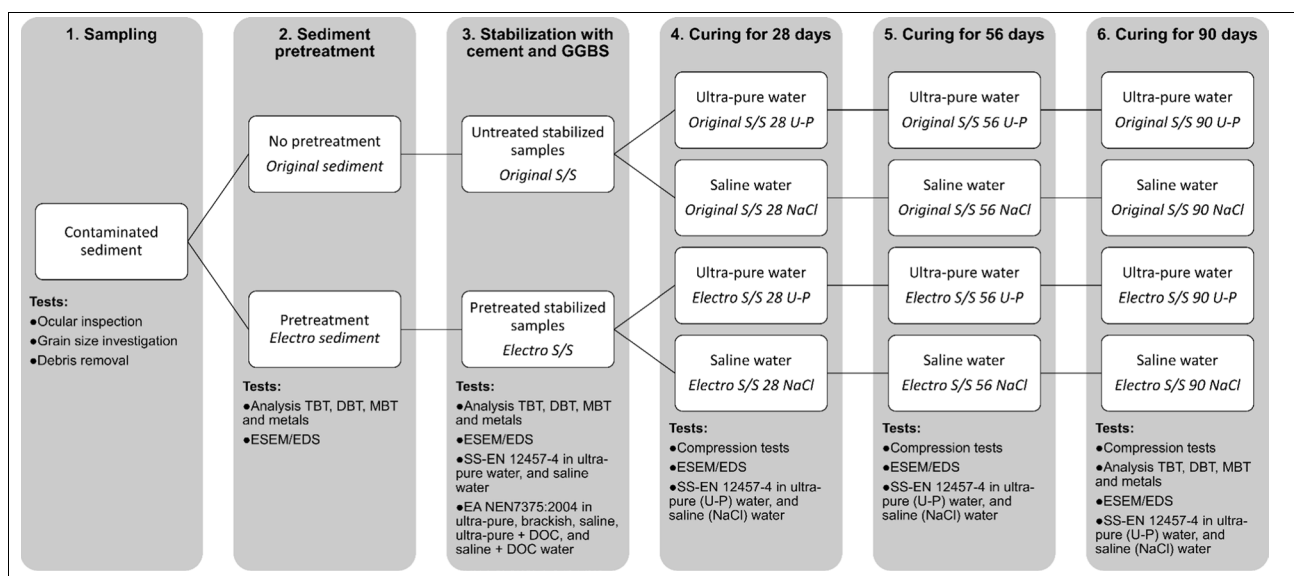 1. Sampling
Contaminated
sediment
Tests:
●Ocular inspection
●Grain size investigation
●Debris removal
2. Sediment
pretreatment
No pretreatment
Original sediment
Pretreatment
Electro sediment
Tests:
●Analysis TBT, DBT, MBT
and metals
●ESEM/EDS
3. Stabilization with
cement and GGBS
Untreated stabilized
samples
Original S/S
Pretreated stabilized
samples
Electro S/S
Tests:
●Analysis TBT, DBT, MBT
and metals
●ESEM/EDS
●SS-EN 12457-4 in ultra-
pure water, and saline
water
●EA NEN7375:2004 in
ultra-pure, brackish, saline,
ultra-pure + DOC, and
saline + DOC water
4. Curing for 28 days
Ultra-pure water
Original S/S 28 U-P
Saline water
Original S/S 28 NaCl
Ultra-pure water
Electro S/S 28 U-P
Saline water
Electro S/S 28 NaCl
Tests:
●Compression tests
●ESEM/EDS
●SS-EN 12457-4 in ultra-
pure (U-P) water, and
saline (NaCl) water
5. Curing for 56 days
Ultra-pure water
Original S/S 56 U-P
Saline water
Original S/S 56 NaCl
Ultra-pure water
Electro S/S 56 U-P
Saline water
Electro S/S 56 NaCl
Tests:
●Compression tests
●ESEM/EDS
●SS-EN 12457-4 in ultra-
pure (U-P) water, and
saline (NaCl) water
6. Curing for 90 days
Ultra-pure water
Original S/S 90 U-P
Saline water
Original S/S 90 NaCl
Ultra-pure water
Electro S/S 90 U-P
Saline water
Electro S/S 90 NaCl
Tests:
●Compression tests
●Analysis TBT, DBT, MBT
and metals
●ESEM/EDS
●SS-EN 12457-4 in ultra-
pure (U-P) water, and
saline (NaCl) water